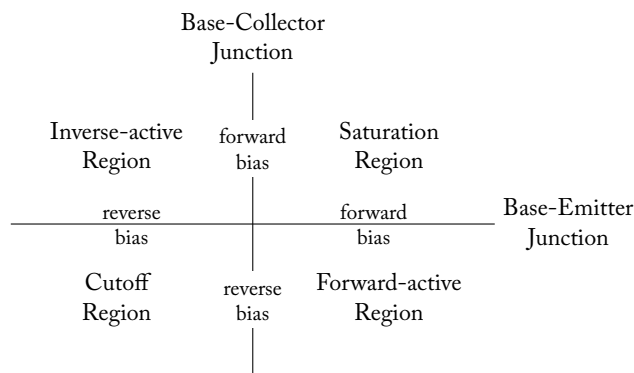 Base-Collector
Junction
Inverse-active
Region
forward
bias
Saturation
Region
reverse
bias
forward
bias
Base-Emitter
Junction
Cutoff
Region
reverse
bias
Forward-active
Region